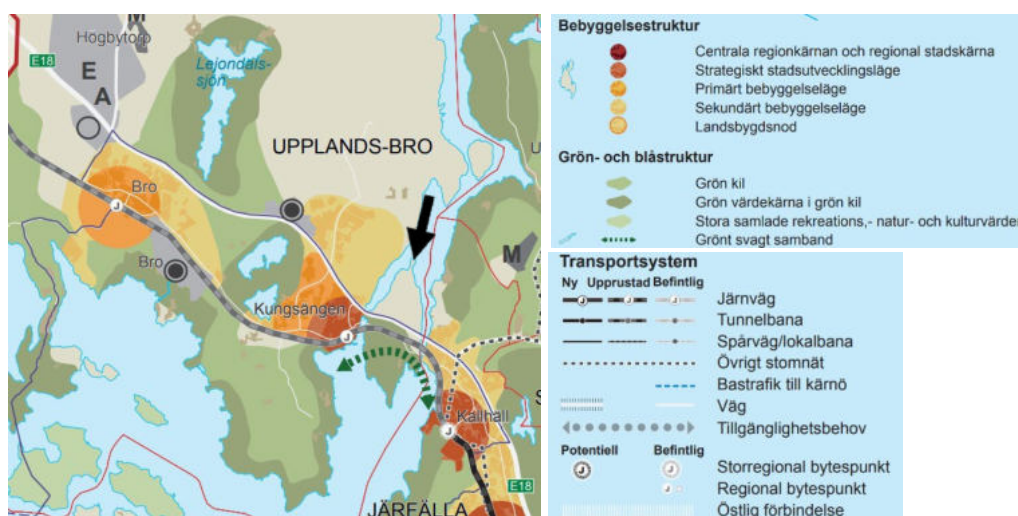 M
Högbytorp
E18
E
A
Lejondals-
sjön
UPPLANDS-BRO
Bro
J
M
Bro
Kungsängen
J
Kallhäll
J
E18
JÄRFÄLLA
Bebyggelsestruktur
Centrala regionkärnan och regional stadskärna
Strategiskt stadsutvecklingsläge
Primärt bebyggelseläge
Sekundärt bebyggelseläge
Landsbygdsnod
Grön- och blåstruktur
Grön kil
Grön värdekärna i grön kil
Stora samlade rekreations,- natur- och kulturvärde
Grönt svagt samband
Transportsystem
Ny Upprustad Befintlig
Järnväg
Tunnelbana
Spårväg/lokalbana
Övrigt stomnät
Bastrafik till kärnö
Väg
Tillgänglighetsbehov
Potentiell Befintlig
Storregional bytespunkt
Regional bytespunkt
Östlig förbindelse